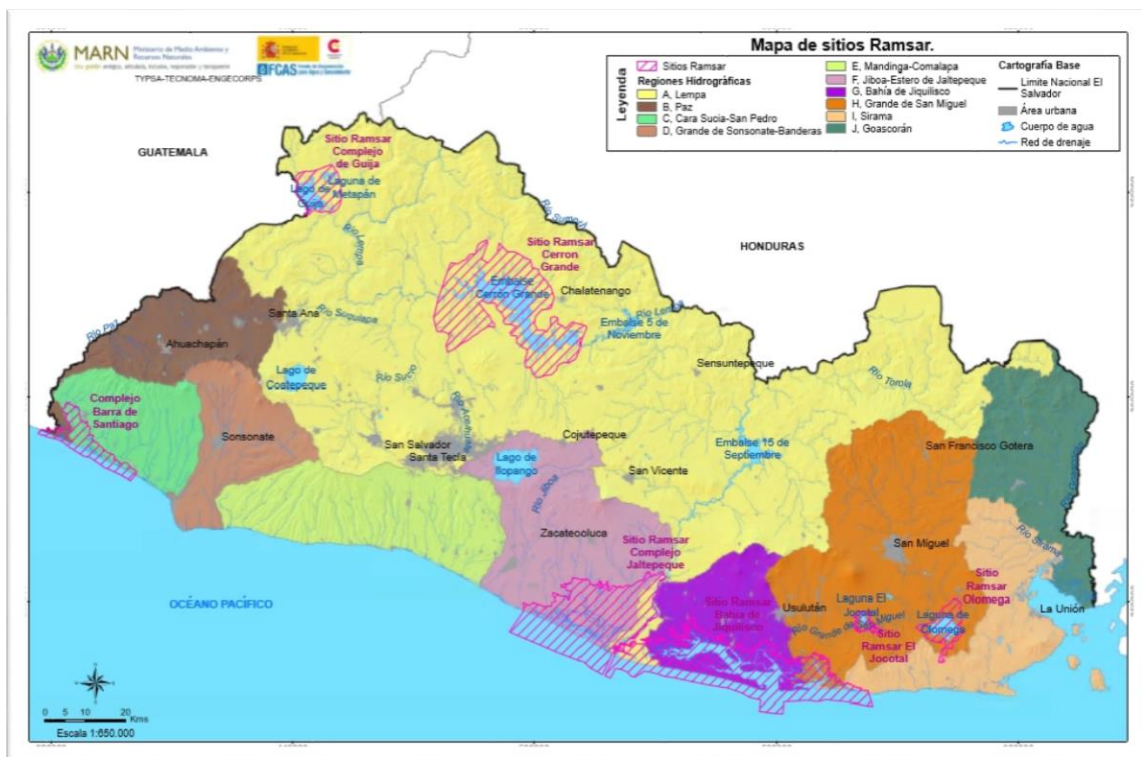 MARN
Ministerio de Medio Ambiente y
Recursos Naturales
TYPSA-TECNOMA-ENGECORPS
FCAS
Mapa de sitios Ramsar.
Leyenda
Sitios Ramsar
Regiones Hidrográficas
A, Lempa
B, Paz
C, Cara Sucia-San Pedro
D, Grande de Sonsonate-Banderas
E, Mandinga-Comalapa
F, Jiboa-Estero de Jaltepeque
G, Bahía de Jiquilisco
H, Grande de San Miguel
I, Sirama
J, Goascorán
Cartografía Base
Limite Nacional El
Salvador
Área urbana
Cuerpo de agua
Red de drenaje
GUATEMALA
HONDURAS
OCÉANO PACÍFICO
Sitio Ramsar
Complejo
de Guija
Lago de
Guija
Laguna de
Metapán
Río Lempa
Río Sumpúl
Sitio Ramsar
Cerron
Grande
Embalse
Cerrón Grande
Chalatenango
Río Lempa
Embalse 5 de
Noviembre
Río Paz
Ahuachapán
Santa Ana
Río Suquiapa
Lago de
Coatepeque
Río Sucio
Río Acelhuate
Sensuntepeque
Río Torola
Complejo
Barra de
Santiago
Sonsonate
San Salvador
Santa Tecla
Cojutepeque
Lago de
Ilopango
San Vicente
Embalse 15 de
Septiembre
San Francisco Gotera
Río Goascorán
Río Jiboa
Zacatecoluca
Sitio Ramsar
Complejo
Jaltepeque
San Miguel
Río Sirama
Sitio Ramsar
Bahía de
Jiquilisco
Usulután
Laguna El
Jocotal
Río Grande de San Miguel
Sitio
Ramsar El
Jocotal
Laguna de
Olomega
Sitio
Ramsar
Olomega
La Unión
0 5 10 20
Kms
Escala 1:650.000